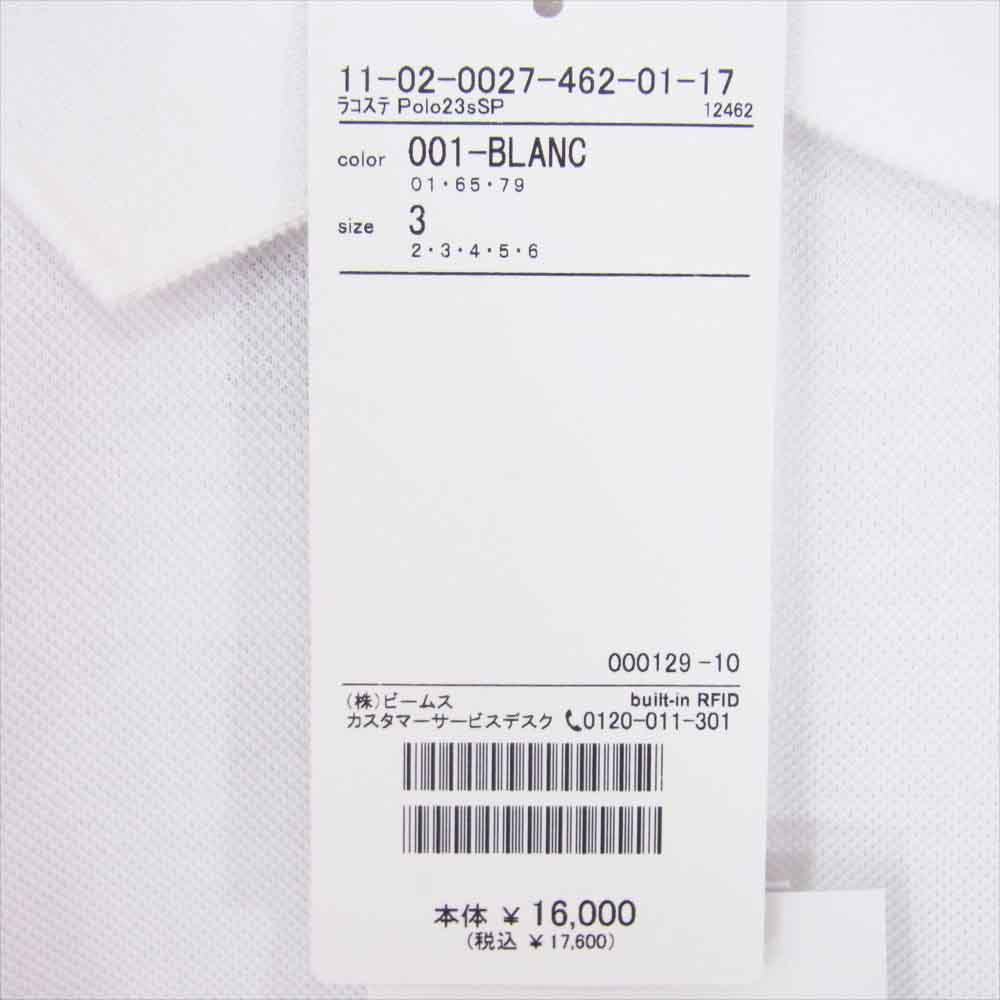 11-02-0027-462-01-17
ラコステ Polo23sSP 12462
color 001-BLANC
01・65・79
size 3
2・3・4・5・6
000129 -10
(株)ビームス built-in RFID
カスタマーサービスデスク 0120-011-301
本体 ¥ 16,000
(税込 ¥ 17,600)